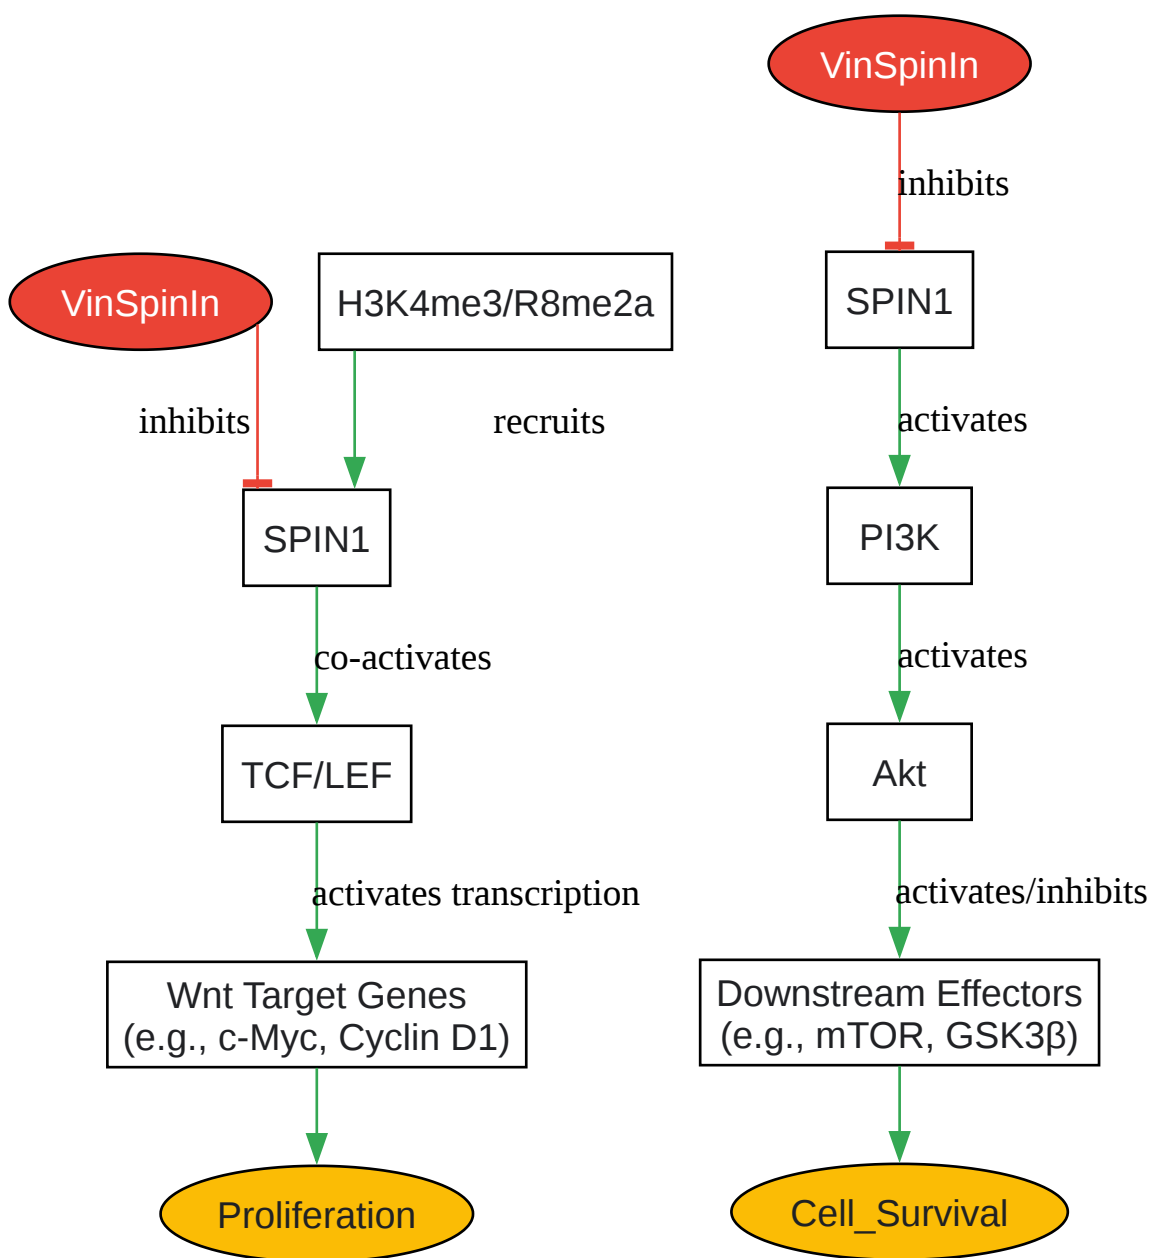 VinSpinIn
inhibits
H3K4me3/R8me2a
recruits
SPIN1
co-activates
TCF/LEF
activates transcription
Wnt Target Genes
(e.g., c-Myc, Cyclin D1)
Proliferation
VinSpinIn
inhibits
SPIN1
activates
PI3K
activates
Akt
activates/inhibits
Downstream Effectors
(e.g., mTOR, GSK3β)
Cell_Survival